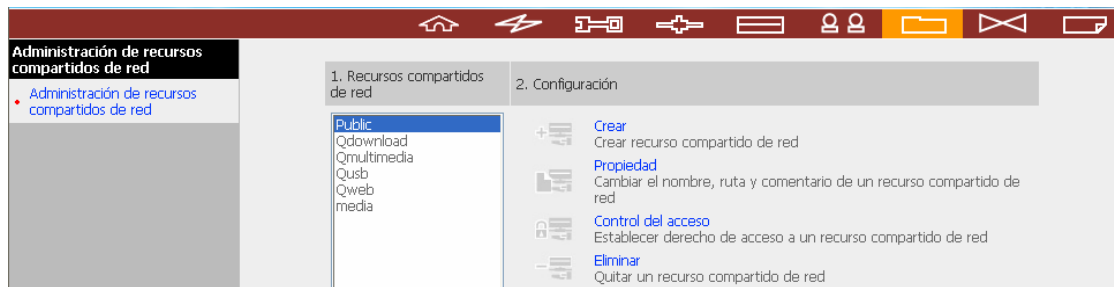 Administración de recursos
compartidos de red
Administración de recursos
compartidos de red
1. Recursos compartidos
de red
2. Configuración
Public
Qdownload
Qmultimedia
Qusb
Qweb
media
Crear
Crear recurso compartido de red
Propiedad
Cambiar el nombre, ruta y comentario de un recurso compartido de
red
Control del acceso
Establecer derecho de acceso a un recurso compartido de red
Eliminar
Quitar un recurso compartido de red